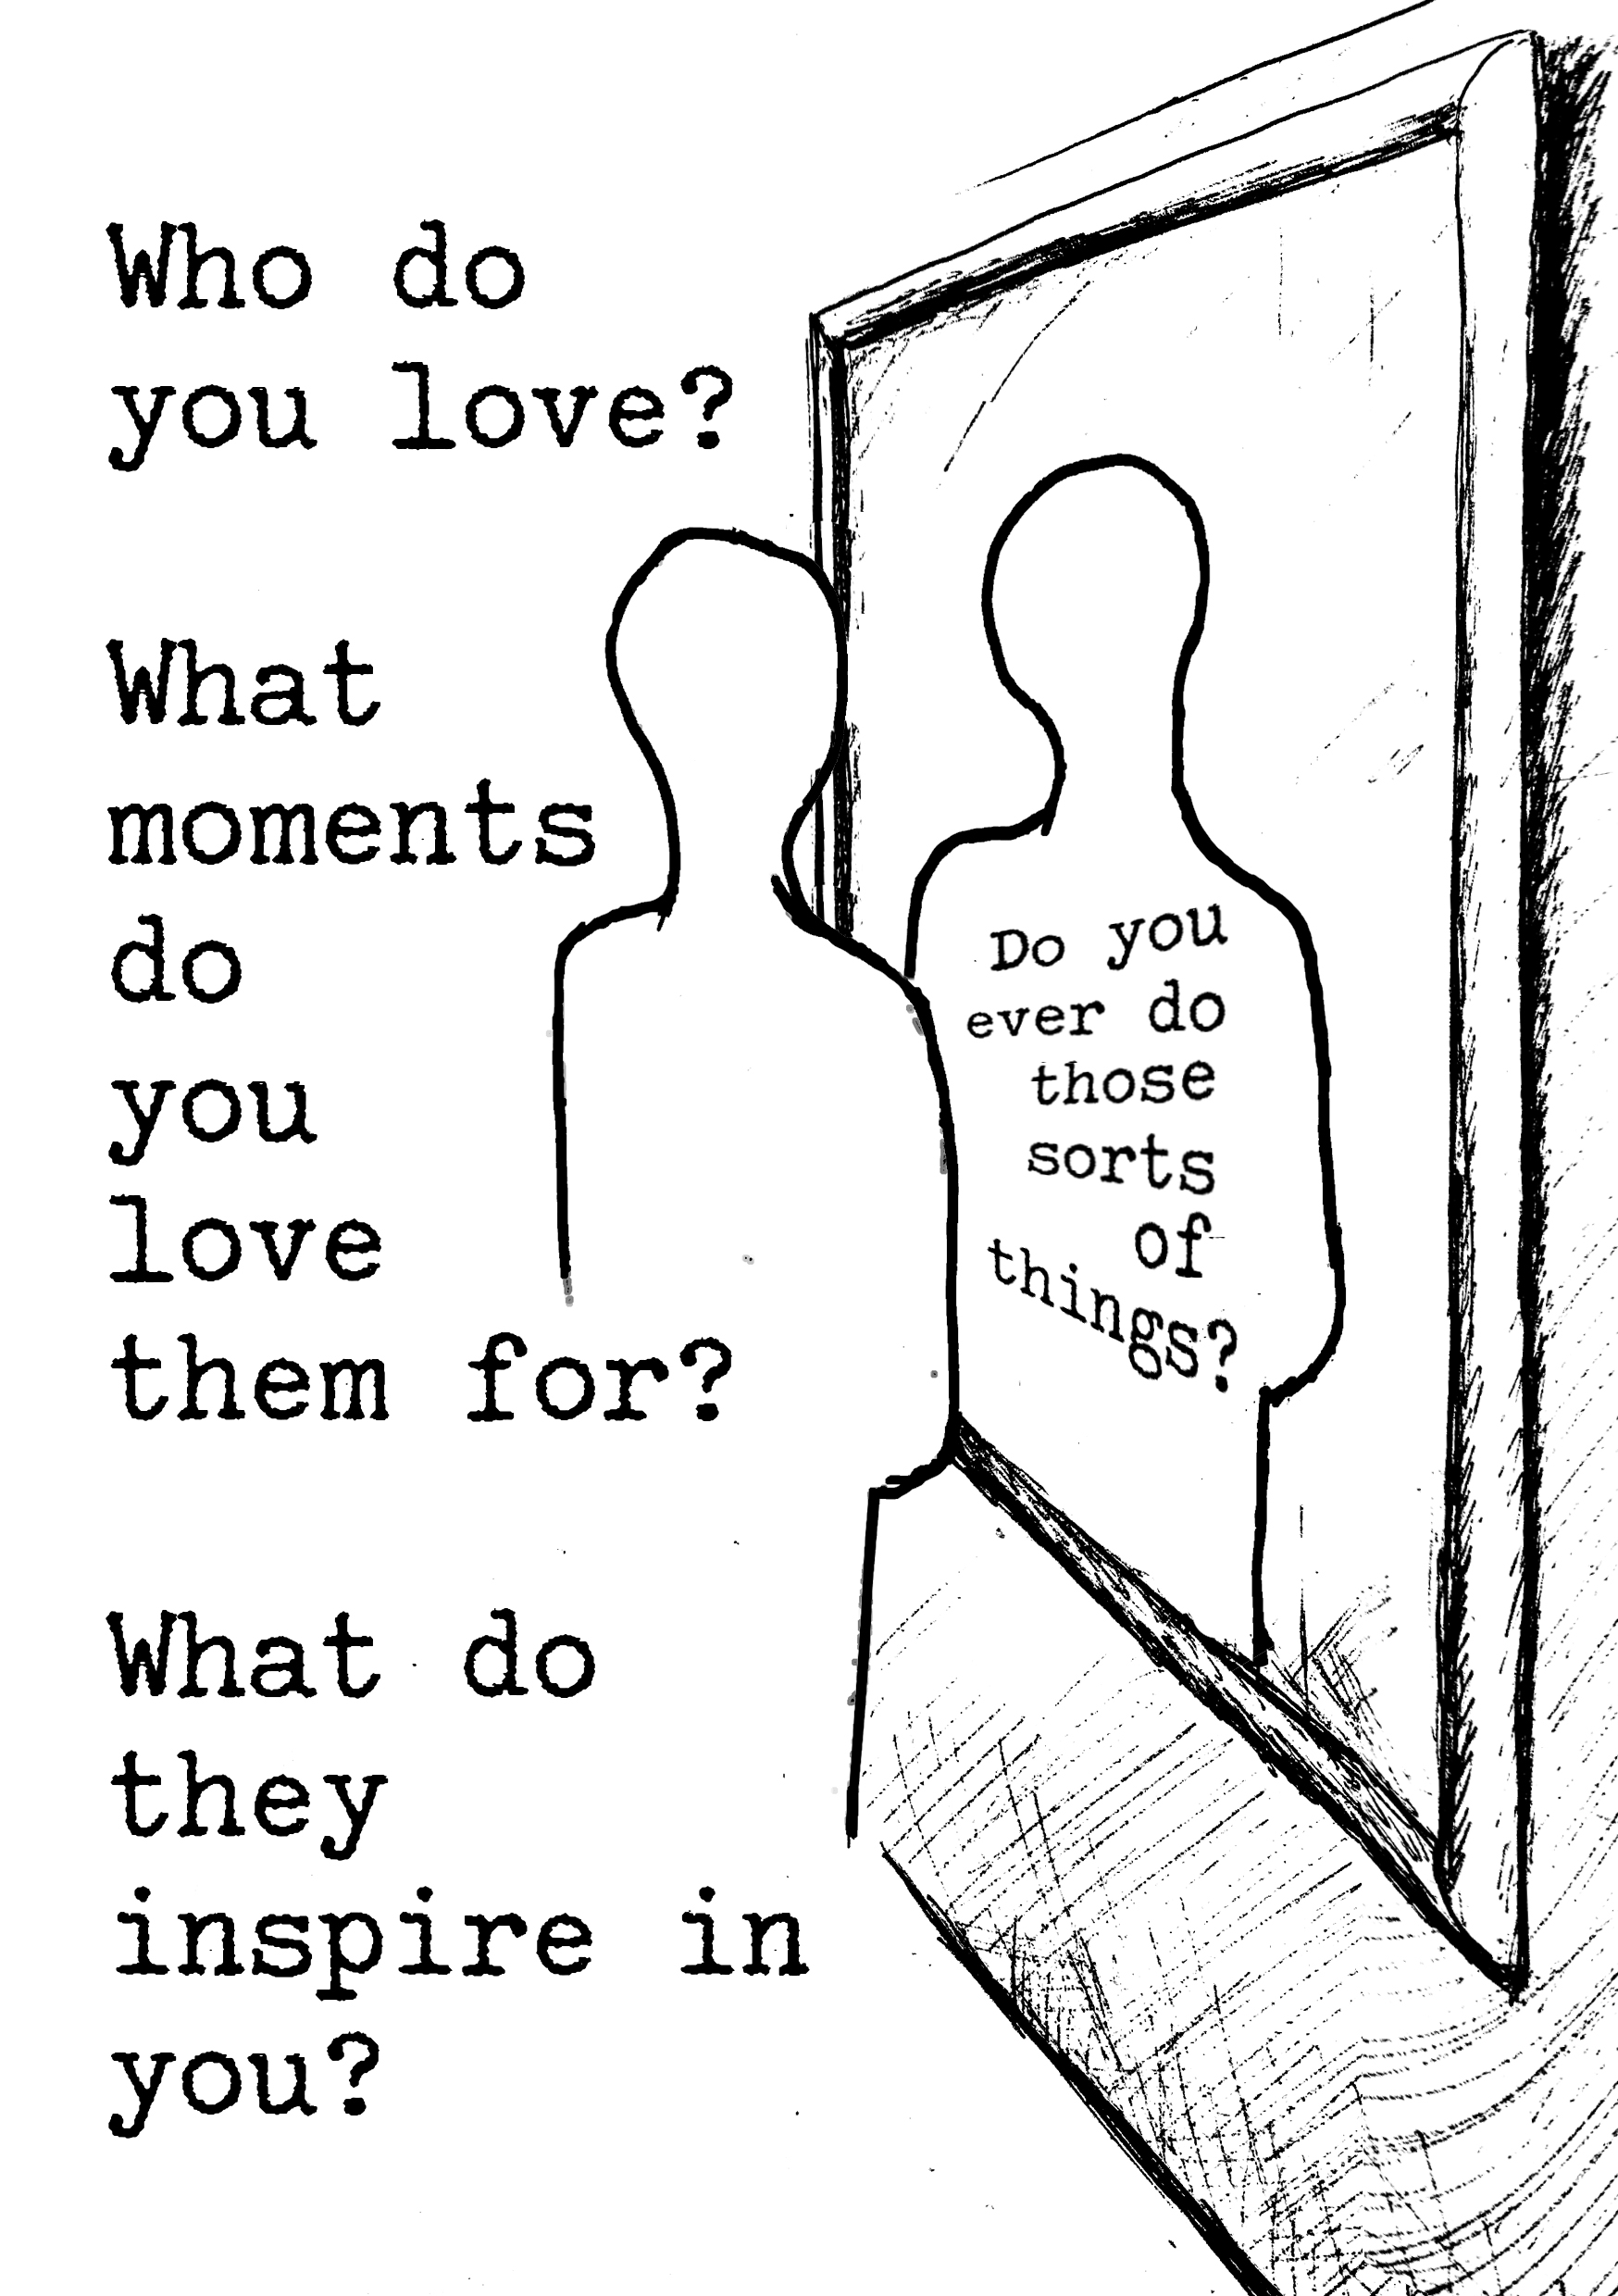 Who do
you love?
What
moments
do
you
love
them for?
What do
they
inspire in
you?
Do you
ever do
those
sorts
of
things?